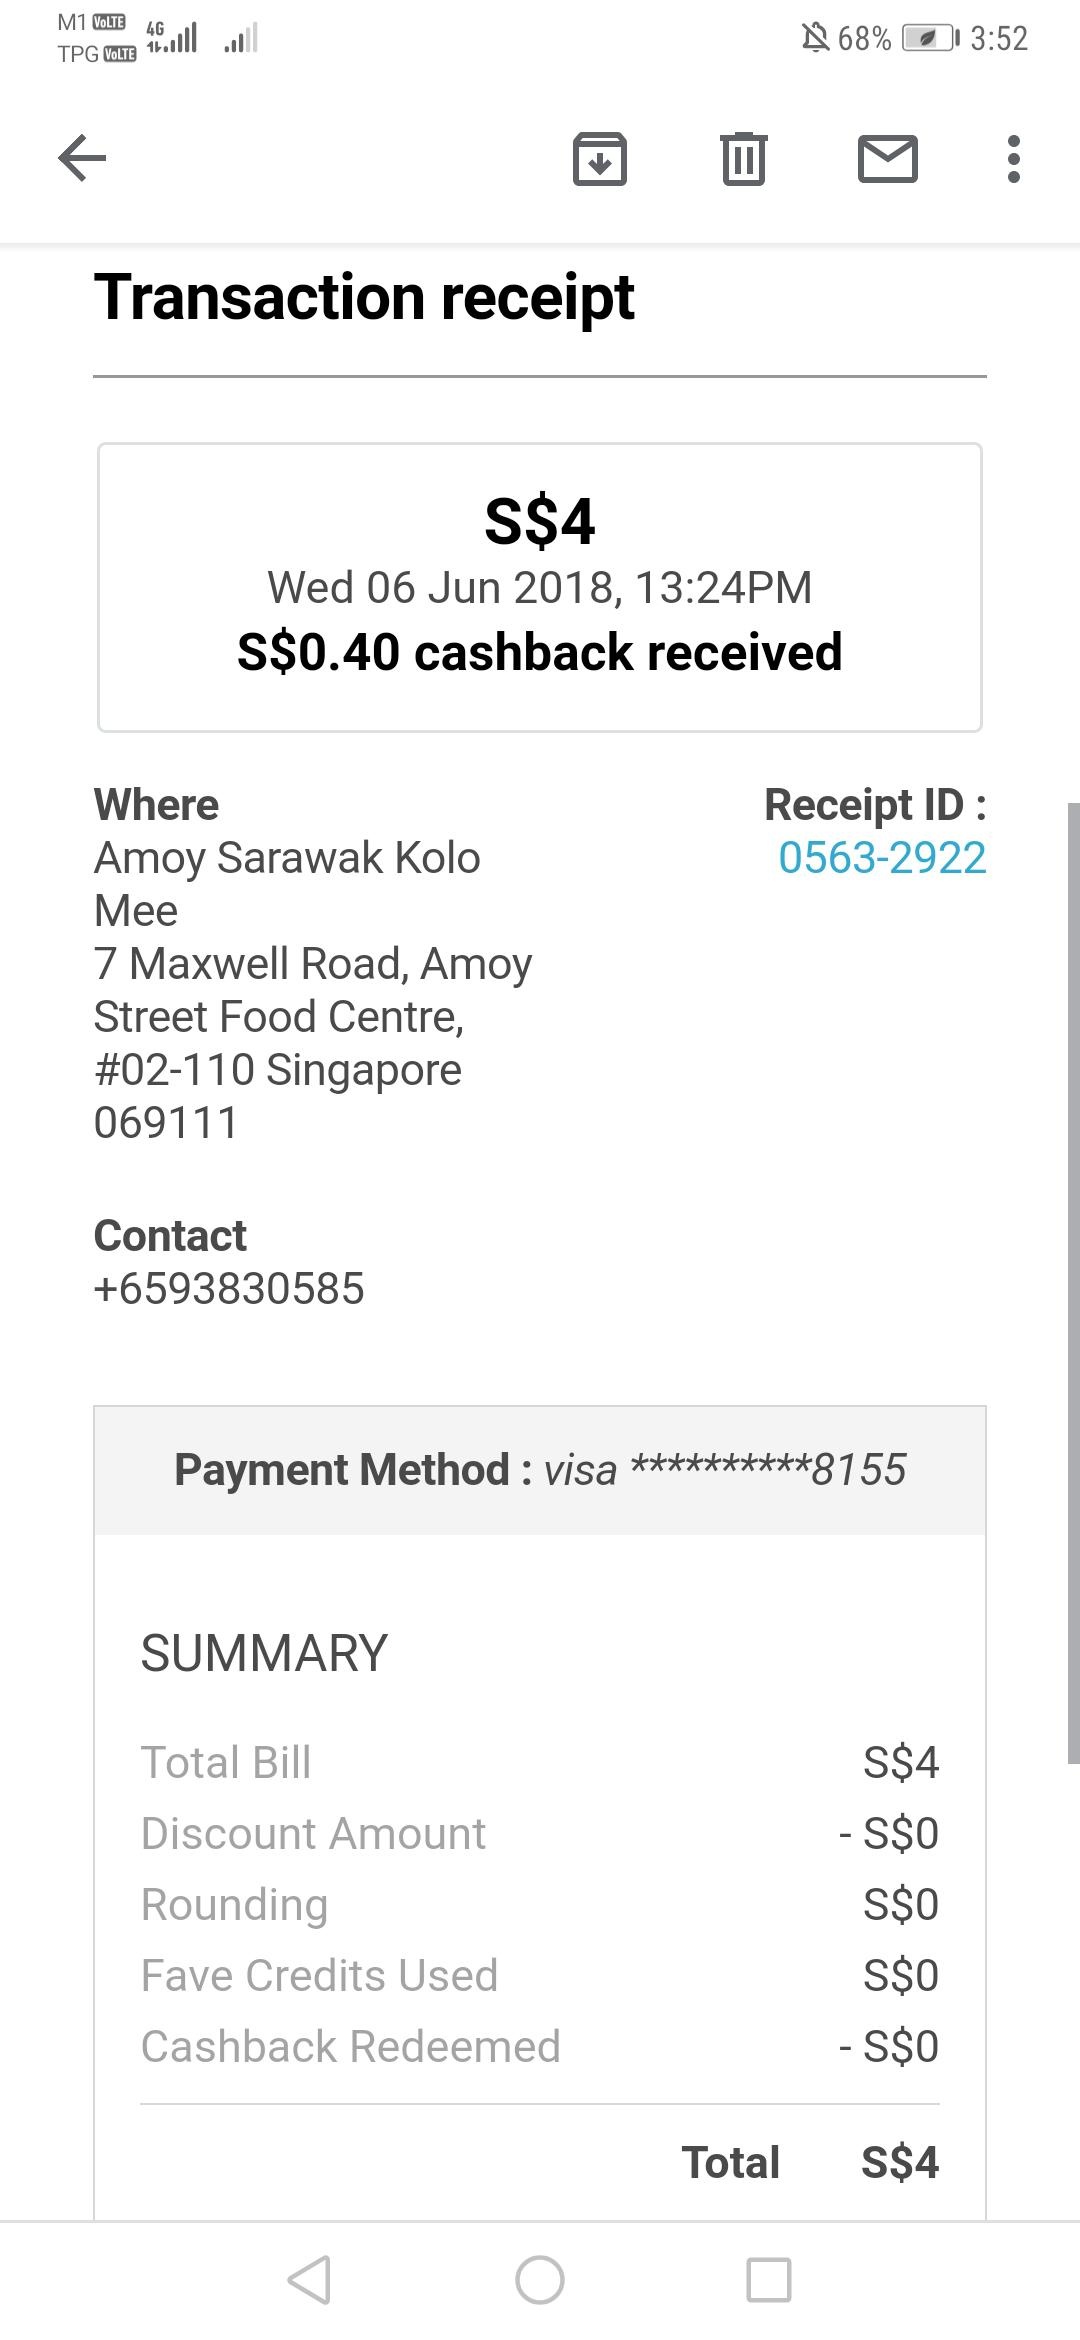 M1 VoLTE 4G 68% 3:52
TPG VoLTE
Transaction receipt
S$4
Wed 06 Jun 2018, 13:24PM
S$0.40 cashback received
Where
Amoy Sarawak Kolo
Mee
7 Maxwell Road, Amoy
Street Food Centre,
#02-110 Singapore
069111
Receipt ID :
0563-2922
Contact
+6593830585
Payment Method : visa **********8155
SUMMARY
Total Bill S$4
Discount Amount - S$0
Rounding S$0
Fave Credits Used S$0
Cashback Redeemed - S$0
Total S$4